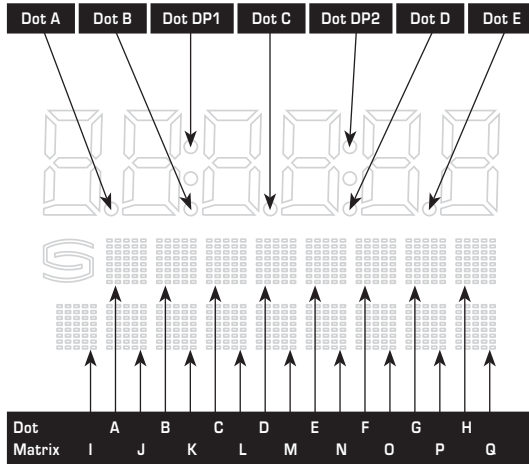 Dot A Dot B Dot DP1 Dot C Dot DP2 Dot D Dot E
S
Dot A B C D E F G H
Matrix I J K L M N O P Q